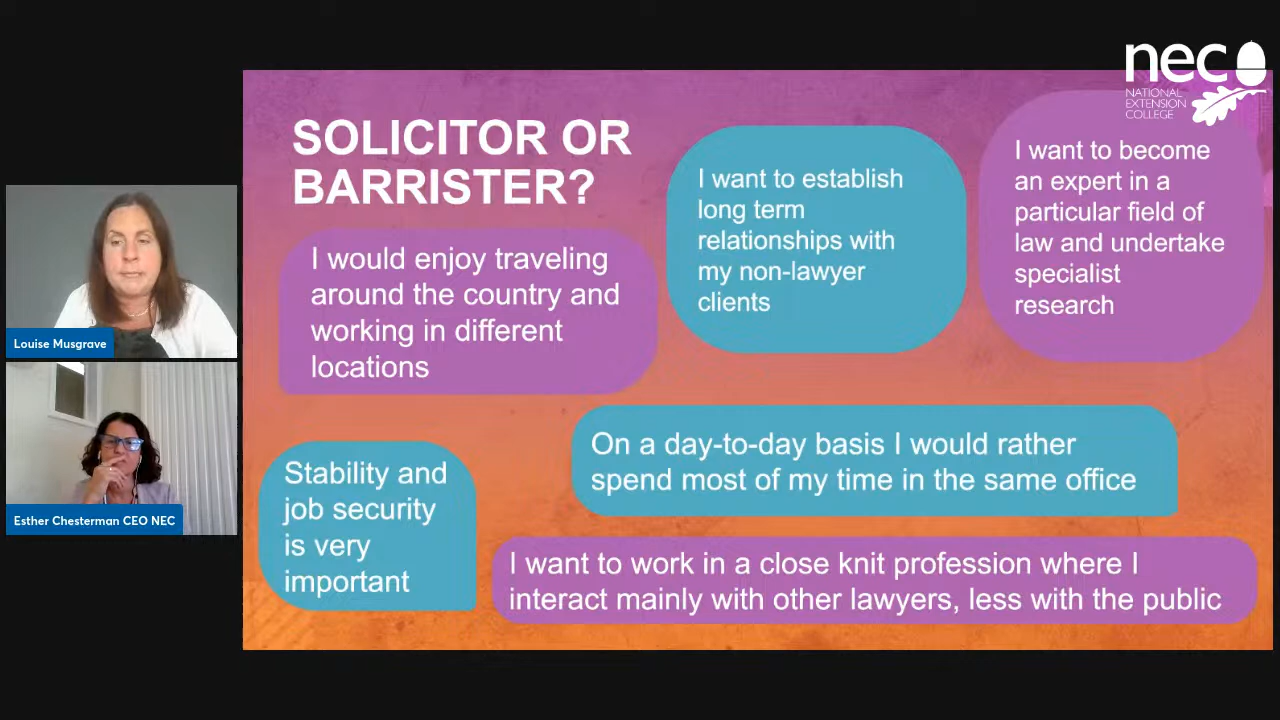 nec
NATIONAL
EXTENSION
COLLEGE
SOLICITOR OR
BARRISTER?
I would enjoy traveling
around the country and
working in different
locations
I want to establish
long term
relationships with
my non-lawyer
clients
I want to become
an expert in a
particular field of
law and undertake
specialist
research
Louise Musgrave
Esther Chesterman CEO NEC
Stability and
job security
is very
important
On a day-to-day basis I would rather
spend most of my time in the same office
I want to work in a close knit profession where I
interact mainly with other lawyers, less with the public